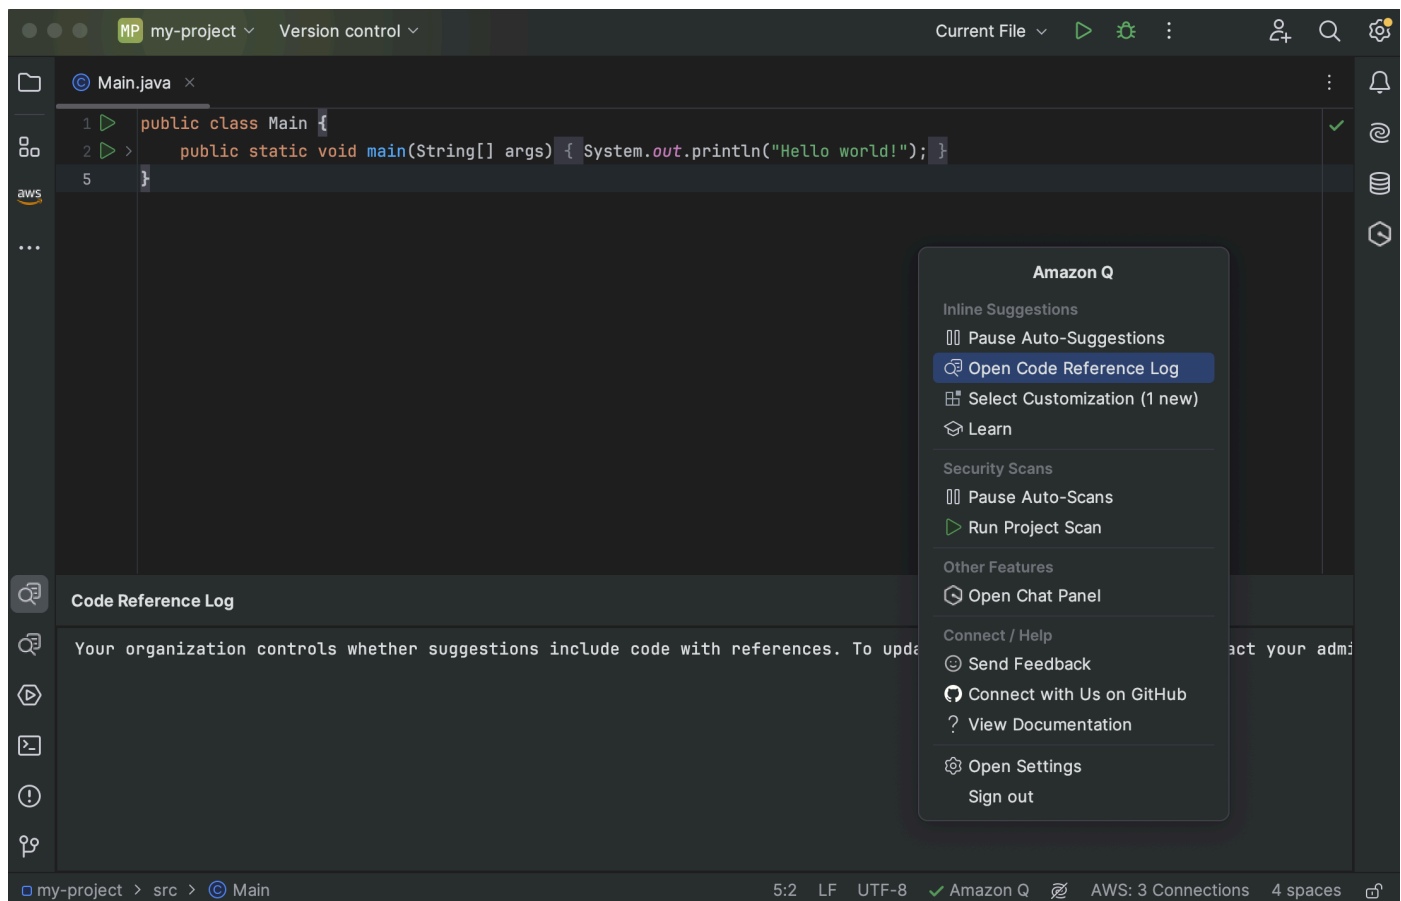 MP my-project Version control Current File
Main.java
1 public class Main {
2 public static void main(String[] args) { System.out.println("Hello world!"); }
5 }
aws
Amazon Q
Inline Suggestions
Pause Auto-Suggestions
Open Code Reference Log
Select Customization (1 new)
Learn
Security Scans
Pause Auto-Scans
Run Project Scan
Other Features
Open Chat Panel
Connect / Help
Send Feedback
Connect with Us on GitHub
? View Documentation
Open Settings
Sign out
Code Reference Log
Your organization controls whether suggestions include code with references. To your
my-project > src > Main 5:2 LF UTF-8 Amazon Q AWS: 3 Connections 4 spaces